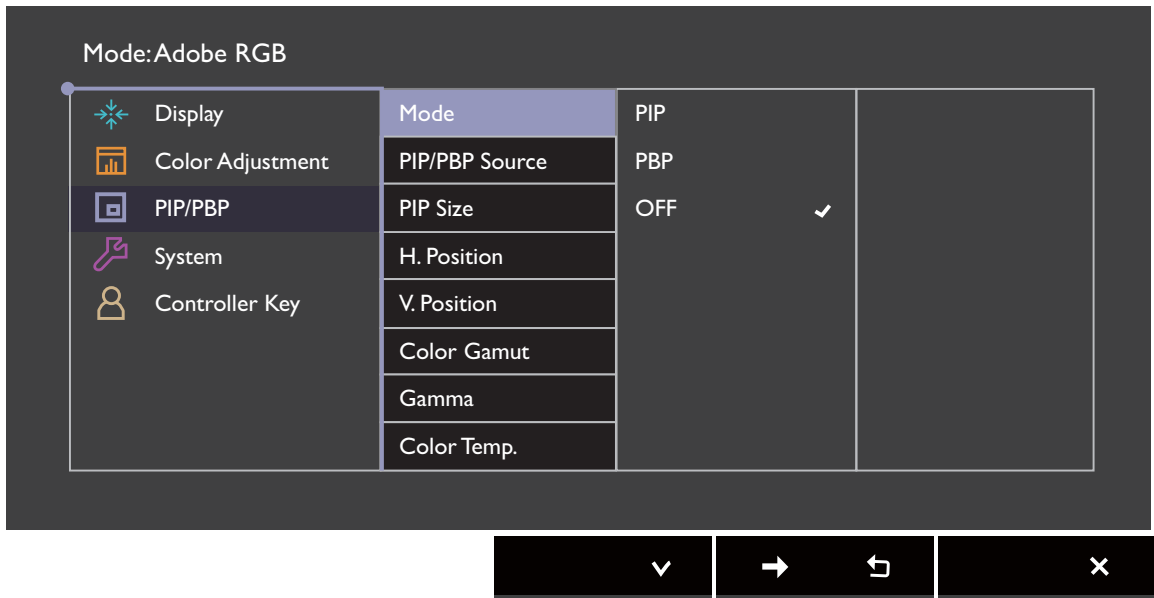 Mode: Adobe RGB
Display
Color Adjustment
PIP/PBP
System
Controller Key
Mode
PIP/PBP Source
PIP Size
H. Position
V. Position
Color Gamut
Gamma
Color Temp.
PIP
PBP
OFF